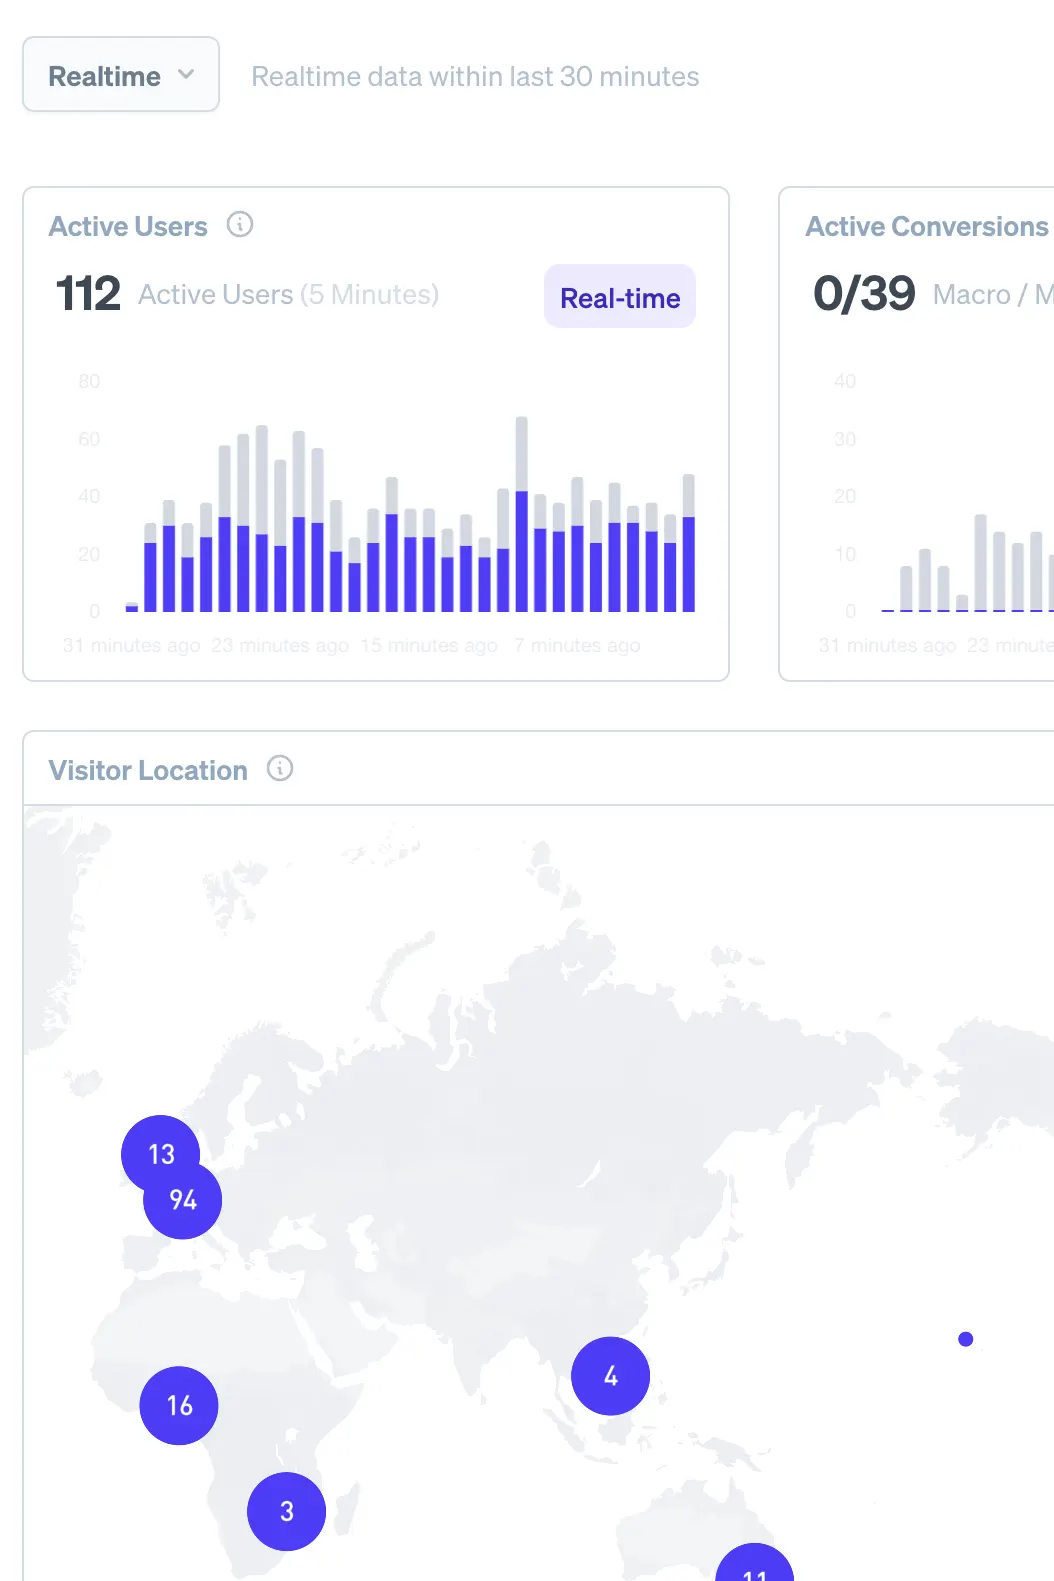 Realtime
Realtime data within last 30 minutes
Active Users
112 Active Users (5 Minutes)
Real-time
80
60
40
20
0
31 minutes ago 23 minutes ago 15 minutes ago 7 minutes ago
Active Conversions
0/39 Macro / M
40
30
20
10
0
31 minutes ago 23 minute
Visitor Location
13
94
4
16
3
11